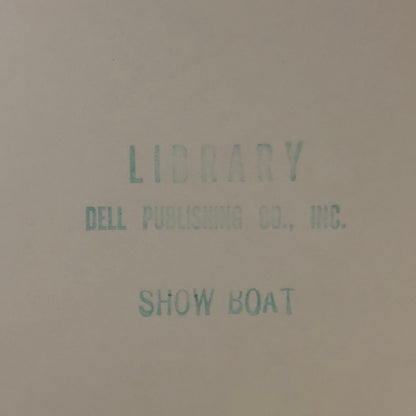 LIBRARY
DELL PUBLISHING CO., INC.
SHOW BOAT